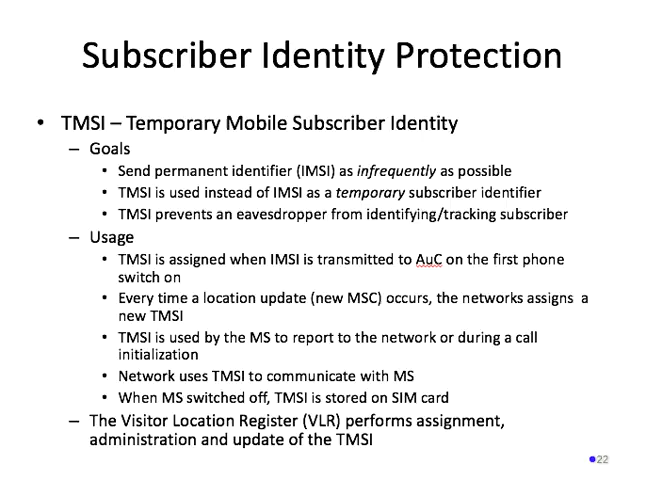 Subscriber Identity Protection
• TMSI – Temporary Mobile Subscriber Identity
– Goals
• Send permanent identifier (IMSI) as infrequently as possible
• TMSI is used instead of IMSI as a temporary subscriber identifier
• TMSI prevents an eavesdropper from identifying/tracking subscriber
– Usage
• TMSI is assigned when IMSI is transmitted to AuC on the first phone
switch on
• Every time a location update (new MSC) occurs, the networks assigns a
new TMSI
• TMSI is used by the MS to report to the network or during a call
initialization
• Network uses TMSI to communicate with MS
• When MS switched off, TMSI is stored on SIM card
– The Visitor Location Register (VLR) performs assignment,
administration and update of the TMSI
•22